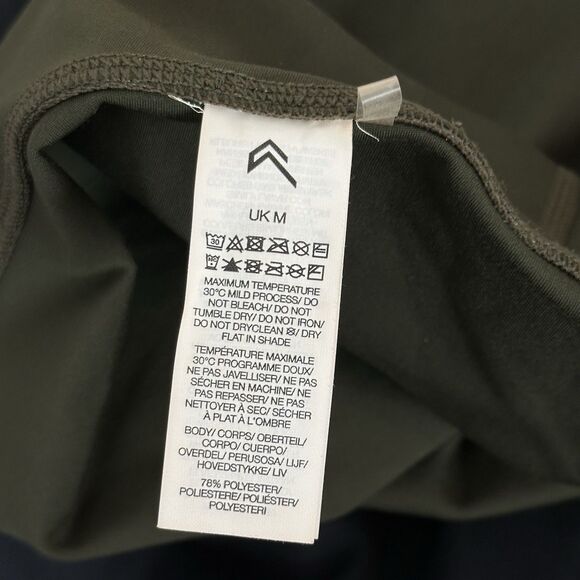 UK M
30
MAXIMUM TEMPERATURE
30°C MILD PROCESS/ DO
NOT BLEACH/ DO NOT
TUMBLE DRY/ DO NOT IRON/
DO NOT DRYCLEAN / DRY
FLAT IN SHADE
TEMPÉRATURE MAXIMALE
30°C PROGRAMME DOUX/
NE PAS JAVELLISER/ NE PAS
SÉCHER EN MACHINE/ NE
PAS REPASSER/ NE PAS
NETTOYER À SEC/ SÉCHER
À PLAT À L'OMBRE
BODY/ CORPS/ OBERTEIL/
CORPO/ CUERPO/
OVERDEL/ PERUSOSA/ LIJF/
HOVEDSTYKKE/ LIV
78% POLYESTER/
POLIESTERE/ POLIÉSTER/
POLYESTERI